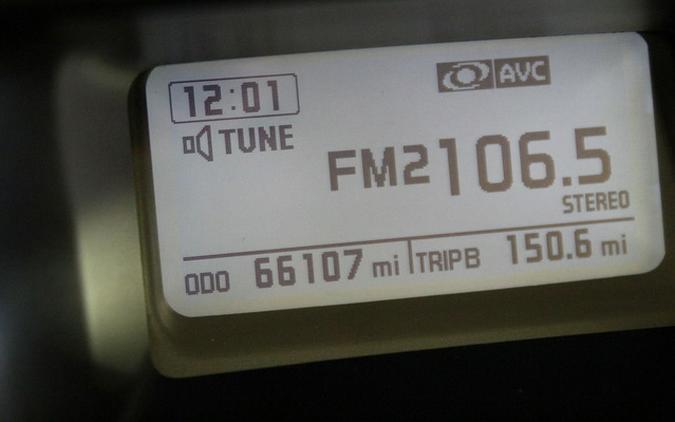 12:01
AVC
TUNE
FM2 106.5
STEREO
ODO 66107 mi TRIPB 150.6 mi